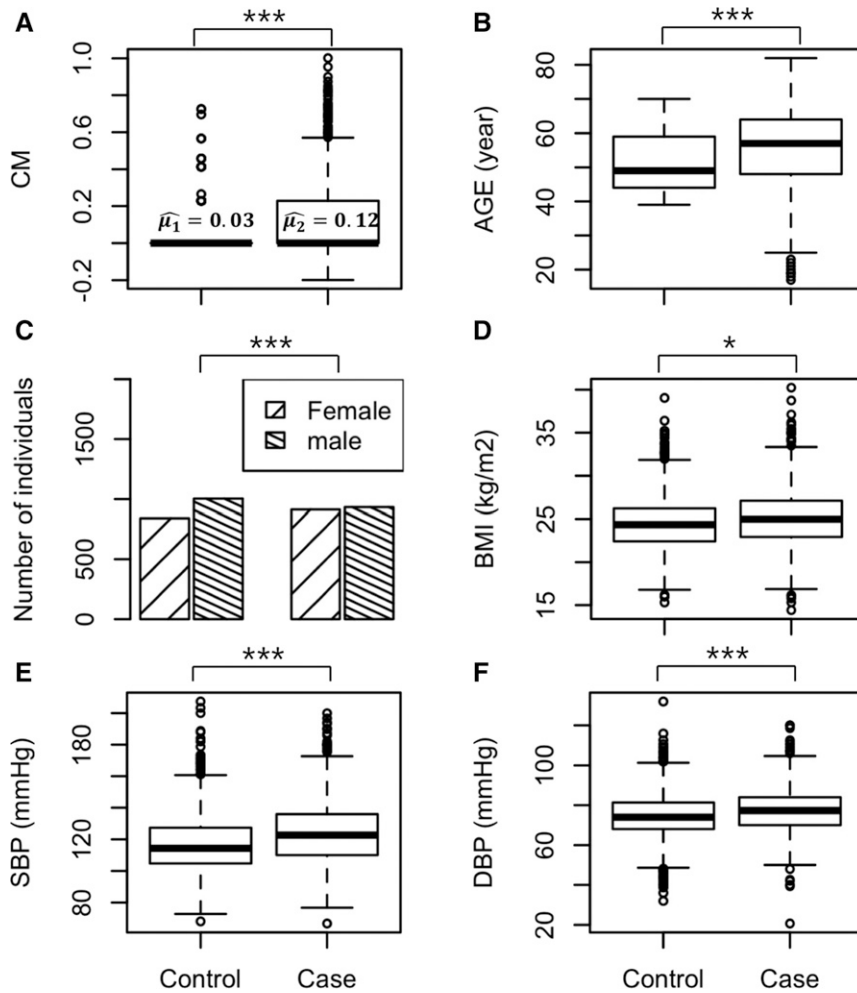 A
***
CM
1.0
0.6
0.2
-0.2
μ̂₁ = 0.03
μ̂₂ = 0.12
B
***
AGE (year)
80
60
40
20
C
***
Number of individuals
1500
500
0
Female
male
D
*
BMI (kg/m2)
35
25
15
E
***
SBP (mmHg)
180
120
80
Control
Case
F
***
DBP (mmHg)
100
60
20
Control
Case